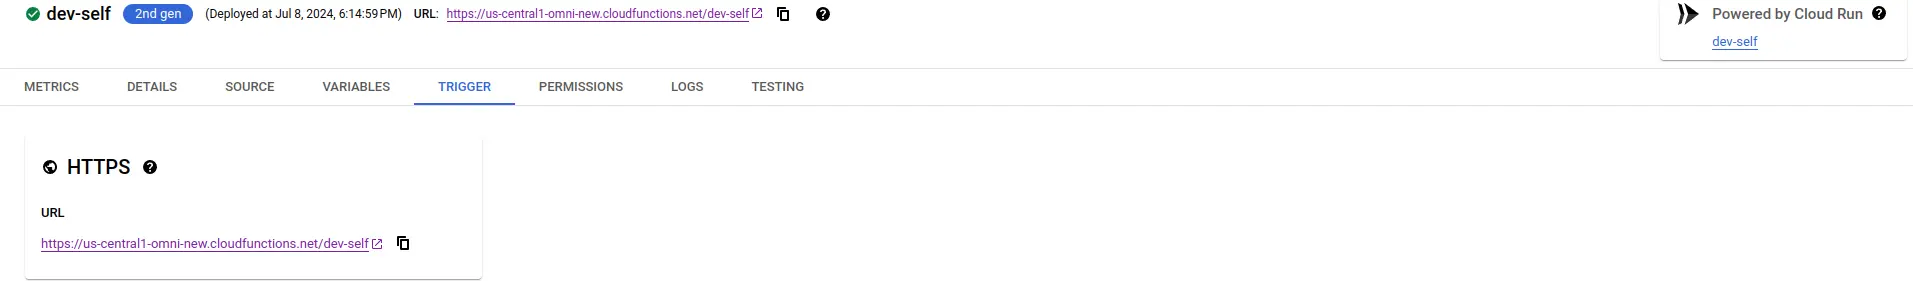 dev-self 2nd gen (Deployed at Jul 8, 2024, 6:14:59 PM) URL: https://us-central1-omni-new.cloudfunctions.net/dev-self
Powered by Cloud Run
dev-self
METRICS DETAILS SOURCE VARIABLES TRIGGER PERMISSIONS LOGS TESTING
HTTPS
URL
https://us-central1-omni-new.cloudfunctions.net/dev-self